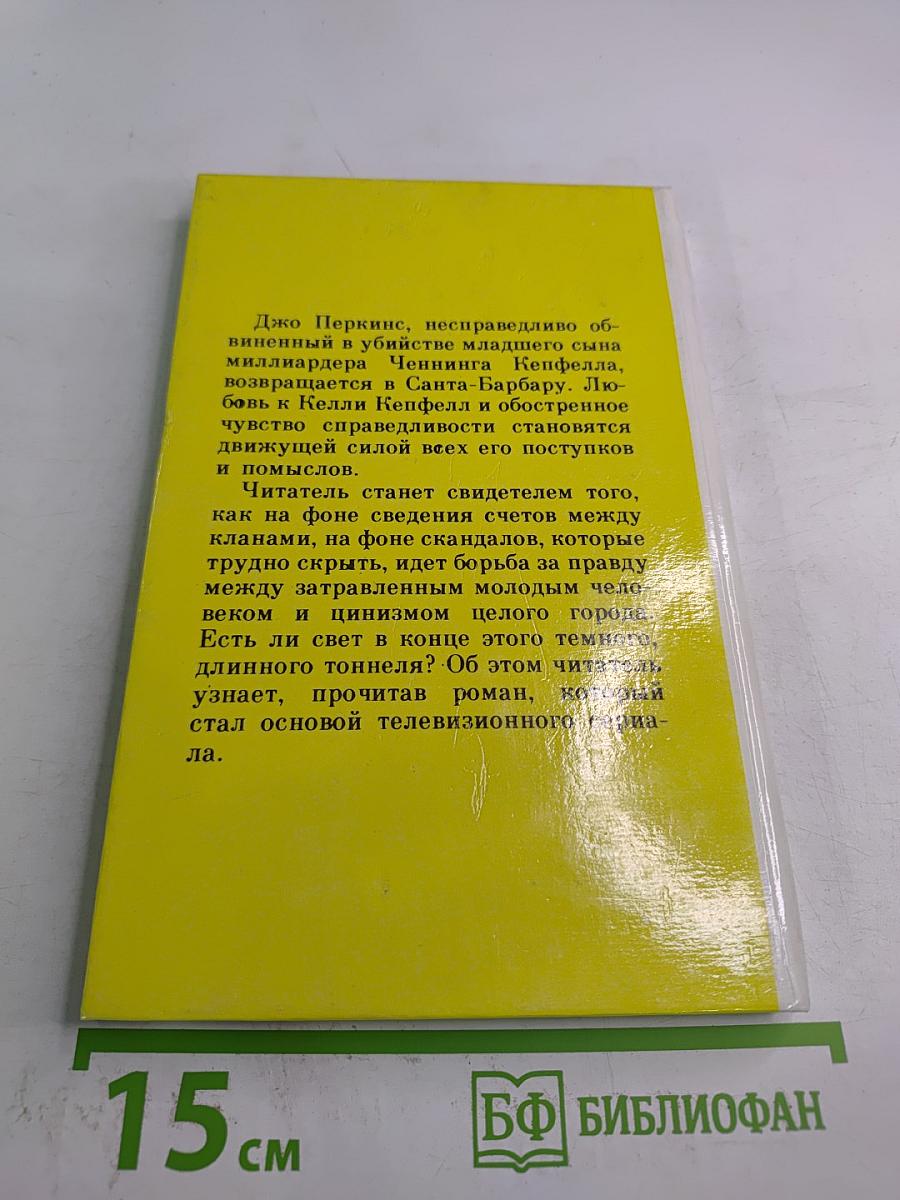 Джо Перкинс, несправедливо об-
виненный в убийстве младшего сына
миллиардера Ченнинга Кепфелла,
возвращается в Санта-Барбару. Лю-
бовь к Келли Кепфелл и обостренное
чувство справедливости становятся
движущей силой всех его поступков
и помыслов.
Читатель станет свидетелем того,
как на фоне сведения счетов между
кланами, на фоне скандалов, которые
трудно скрыть, идет борьба за правду
между затравленным молодым чело-
веком и цинизмом целого города.
Есть ли свет в конце этого темного,
длинного тоннеля? Об этом читатель
узнает, прочитав роман, который
стал основой телевизионного сериа-
ла.
15 см
БФ БИБЛИОФАН